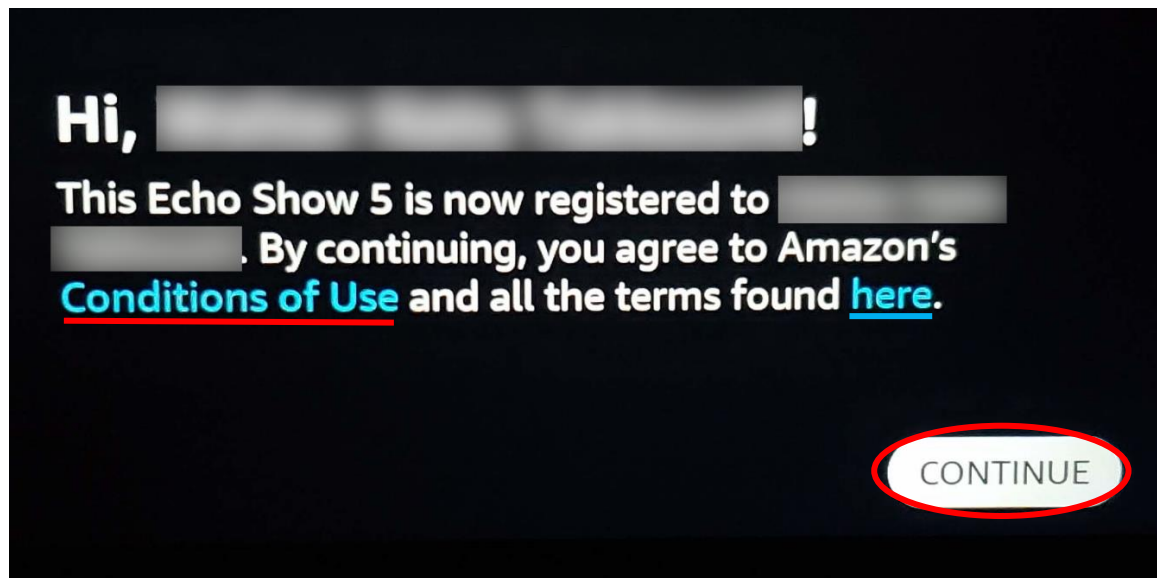 Hi, !
This Echo Show 5 is now registered to
. By continuing, you agree to Amazon's
Conditions of Use and all the terms found here.
CONTINUE